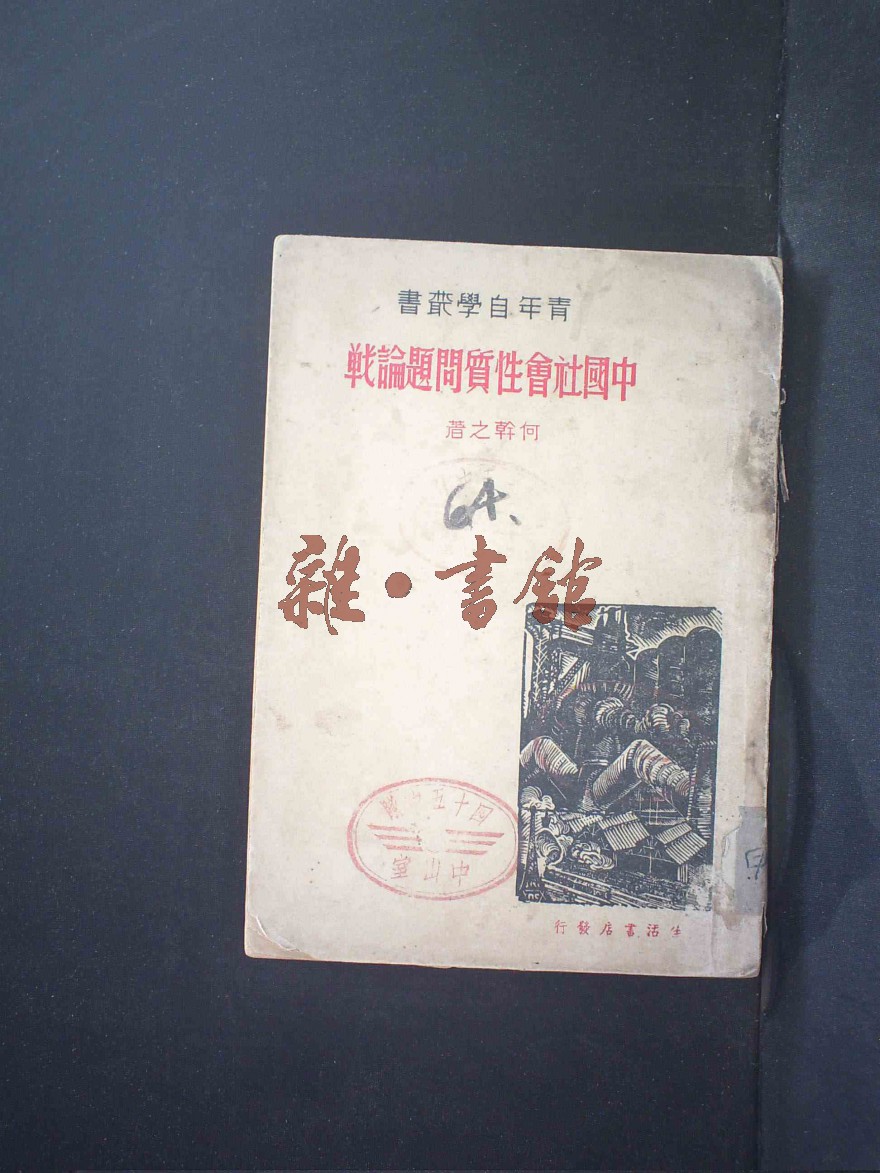 青年自學叢書
中國社會性質問題論戰
何幹之著
64.
雜·書館
四十五
中山室
生活書店發行